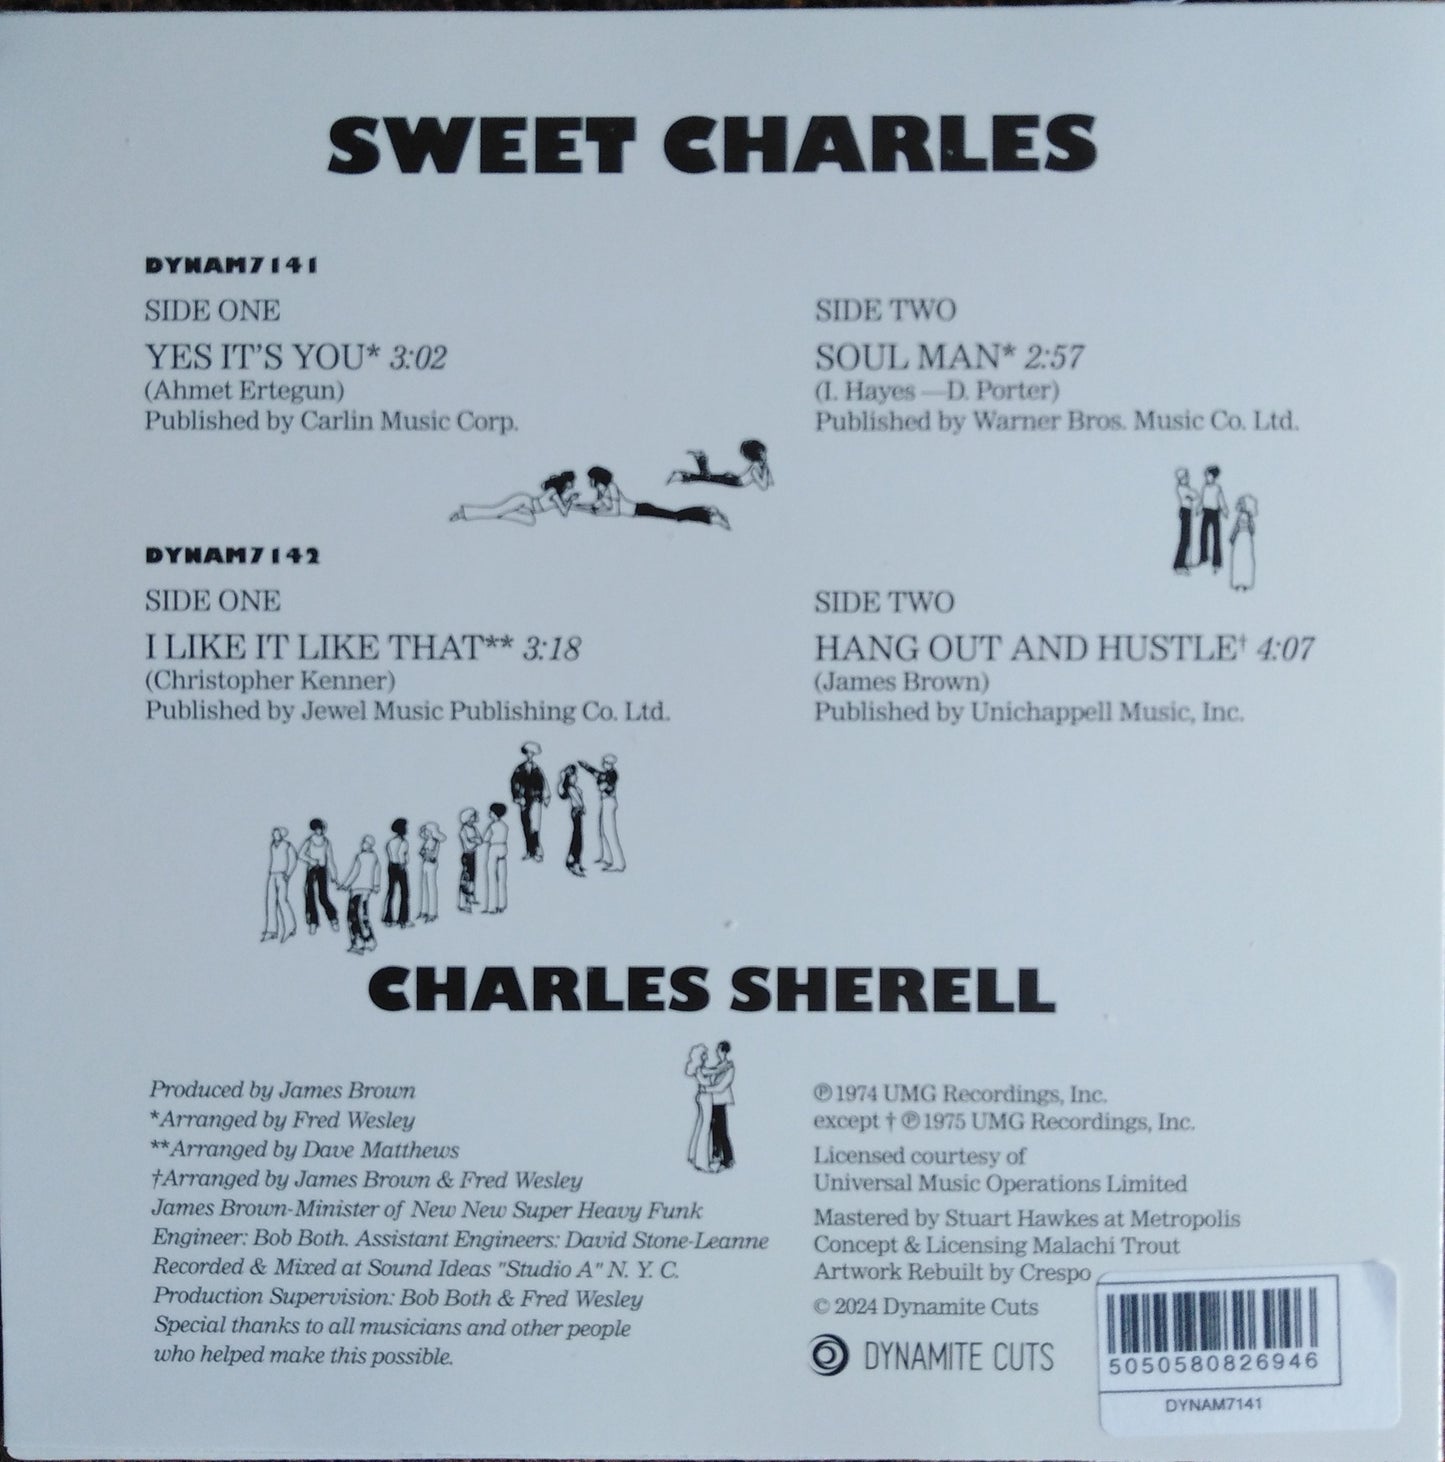 SWEET CHARLES
DYNAM7141
SIDE ONE
YES IT'S YOU* 3:02
(Ahmet Ertegun)
Published by Carlin Music Corp.
SIDE TWO
SOUL MAN* 2:57
(I. Hayes —D. Porter)
Published by Warner Bros. Music Co. Ltd.
DYNAM7142
SIDE ONE
I LIKE IT LIKE THAT** 3:18
(Christopher Kenner)
Published by Jewel Music Publishing Co. Ltd.
SIDE TWO
HANG OUT AND HUSTLE† 4:07
(James Brown)
Published by Unichappell Music, Inc.
CHARLES SHERELL
Produced by James Brown
*Arranged by Fred Wesley
**Arranged by Dave Matthews
†Arranged by James Brown & Fred Wesley
James Brown-Minister of New New Super Heavy Funk
Engineer: Bob Both. Assistant Engineers: David Stone-Leanne
Recorded & Mixed at Sound Ideas "Studio A" N. Y. C.
Production Supervision: Bob Both & Fred Wesley
Special thanks to all musicians and other people
who helped make this possible.
℗ 1974 UMG Recordings, Inc.
except † ℗ 1975 UMG Recordings, Inc.
Licensed courtesy of
Universal Music Operations Limited
Mastered by Stuart Hawkes at Metropolis
Concept & Licensing Malachi Trout
Artwork Rebuilt by Crespo
© 2024 Dynamite Cuts
DYNAMITE CUTS
5050580826946
DYNAM7141